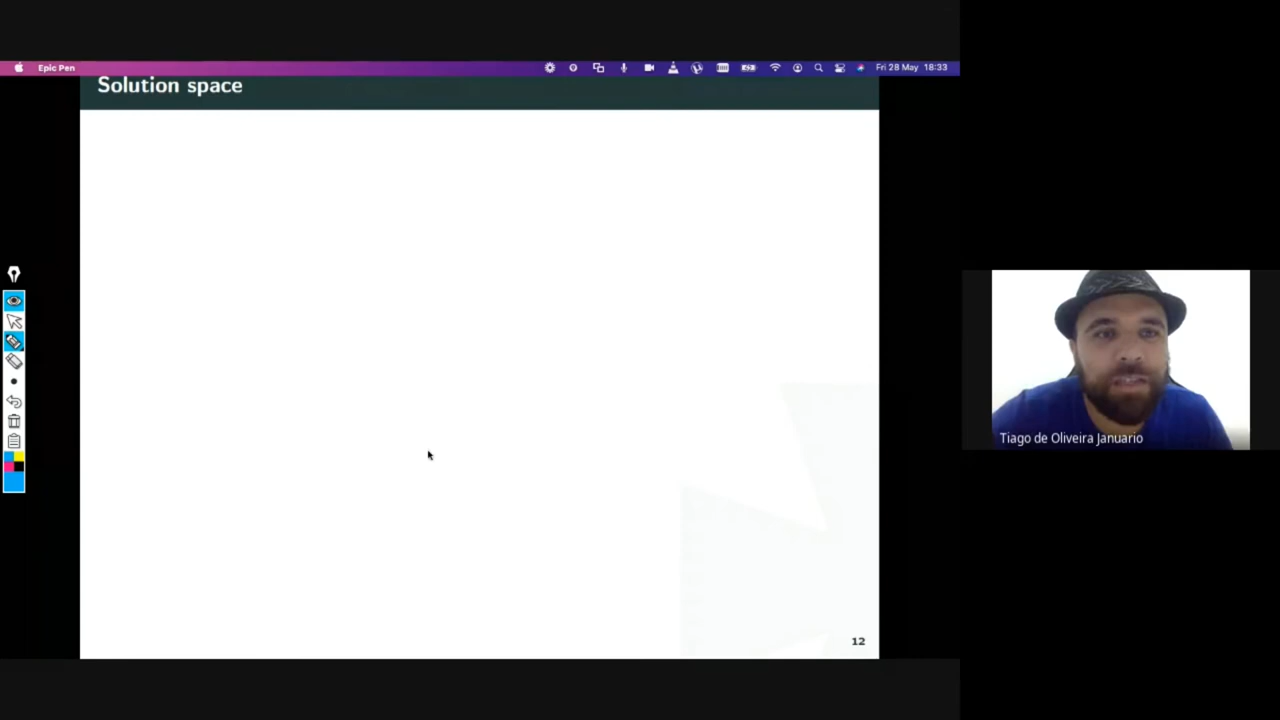 Epic Pen
Fri 28 May 18:33
Solution space
Tiago de Oliveira Januario
12